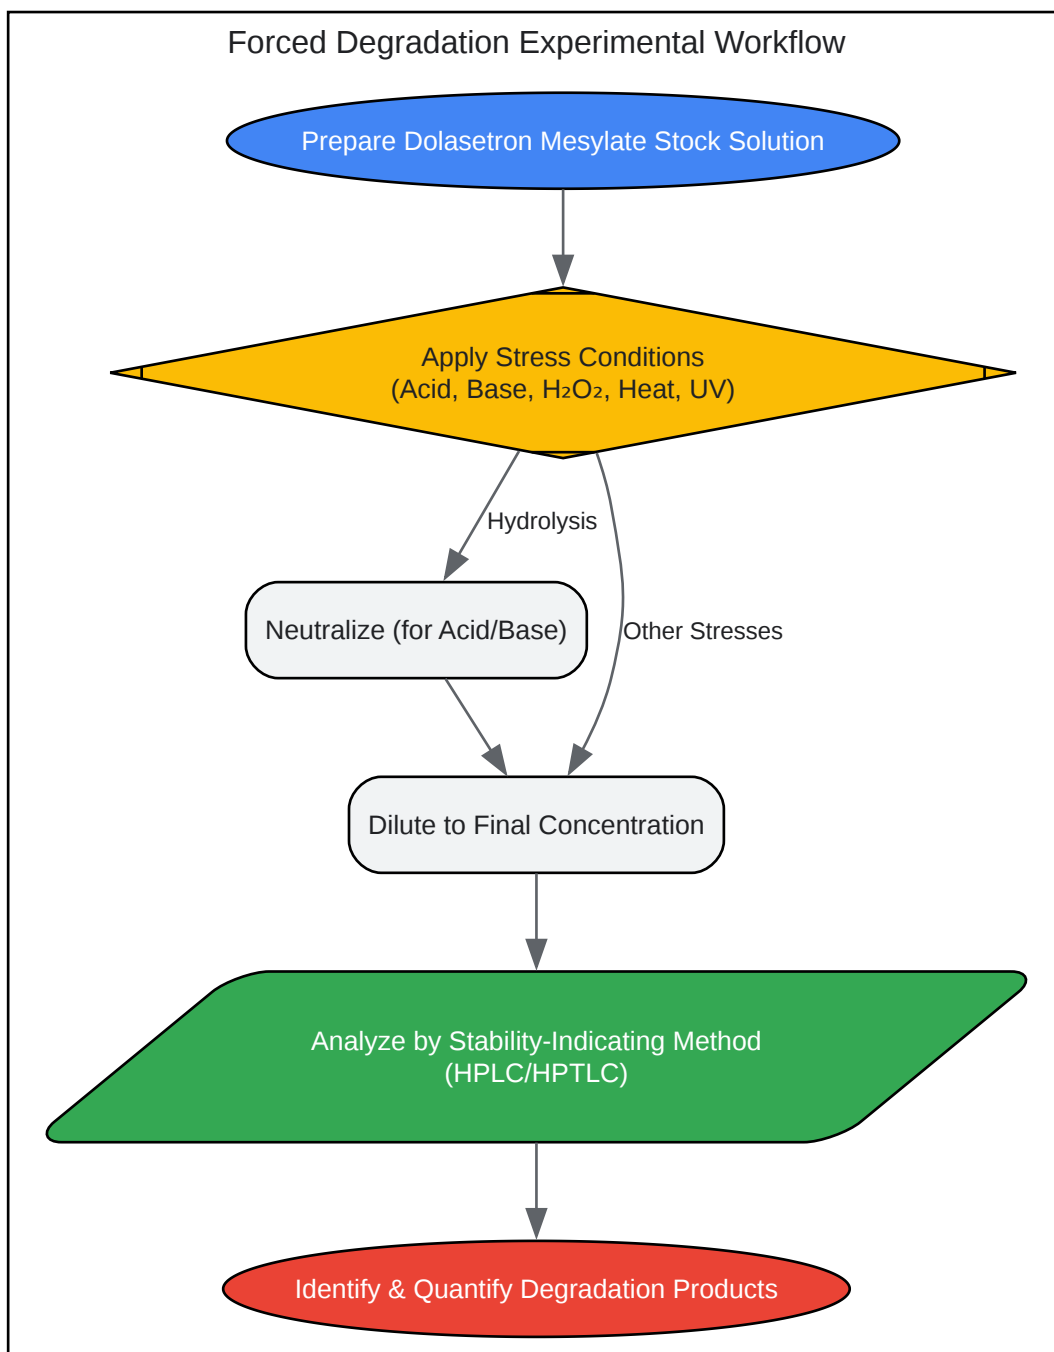 Forced Degradation Experimental Workflow
Prepare Dolasetron Mesylate Stock Solution
Apply Stress Conditions
(Acid, Base, H₂O₂, Heat, UV)
Hydrolysis
Neutralize (for Acid/Base)
Other Stresses
Dilute to Final Concentration
Analyze by Stability-Indicating Method
(HPLC/HPTLC)
Identify & Quantify Degradation Products